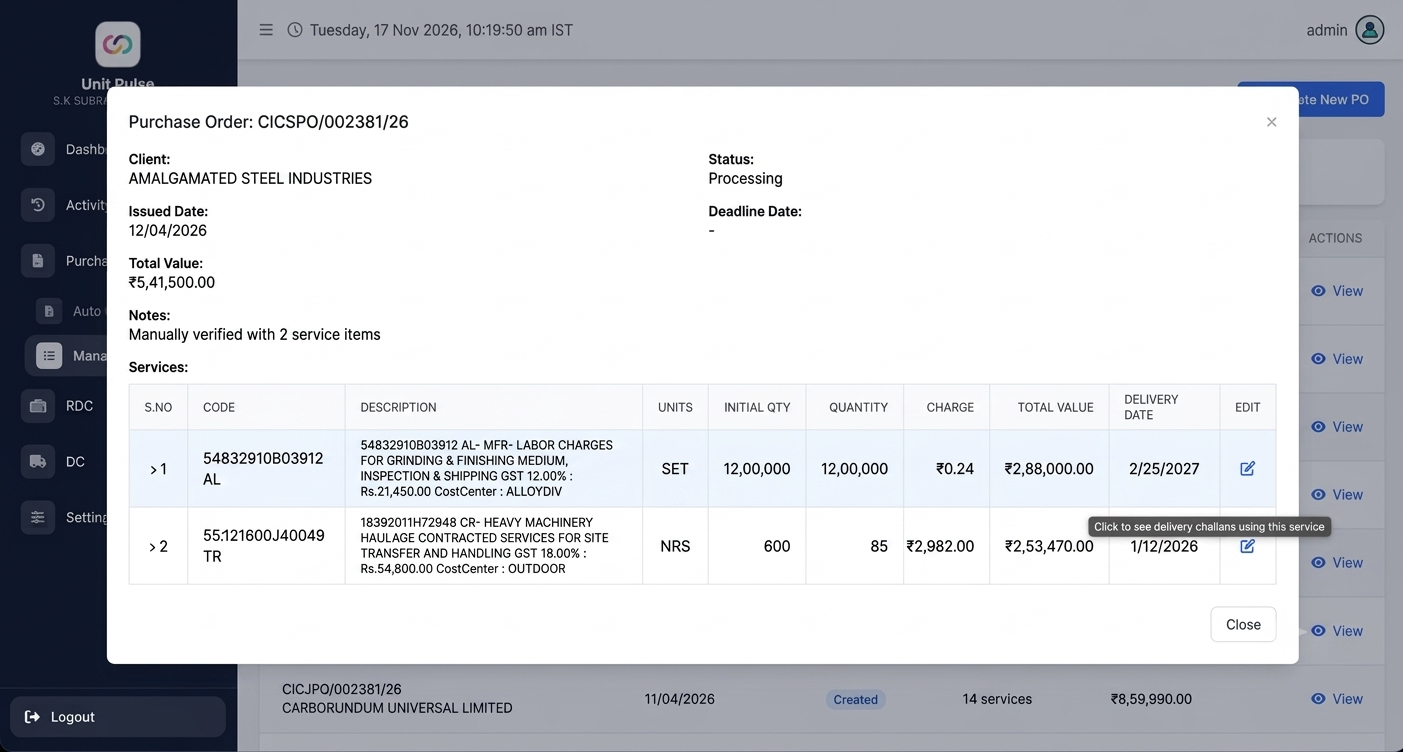 Tuesday, 17 Nov 2026, 10:19:50 am IST
admin
Unit Pulse
S.K SUBRA
ote New PO
Dashb
Activity
Purcha
Auto
Mana
RDC
DC
Setting
Logout
Purchase Order: CICSPO/002381/26
×
Client:
AMALGAMATED STEEL INDUSTRIES
Status:
Processing
Issued Date:
12/04/2026
Deadline Date:
-
Total Value:
₹5,41,500.00
Notes:
Manually verified with 2 service items
Services:
S.NO CODE DESCRIPTION UNITS INITIAL QTY QUANTITY CHARGE TOTAL VALUE DELIVERY DATE EDIT
> 1
54832910B03912
AL
54832910B03912 AL- MFR- LABOR CHARGES
FOR GRINDING & FINISHING MEDIUM,
INSPECTION & SHIPPING GST 12.00% :
Rs.21,450.00 CostCenter : ALLOYDIV
SET 12,00,000 12,00,000 ₹0.24 ₹2,88,000.00 2/25/2027
Click to see delivery challans using this service
> 2
55.121600J40049
TR
18392011H72948 CR- HEAVY MACHINERY
HAULAGE CONTRACTED SERVICES FOR SITE
TRANSFER AND HANDLING GST 18.00% :
Rs.54,800.00 CostCenter : OUTDOOR
NRS 600 85 ₹2,982.00 ₹2,53,470.00 1/12/2026
Close
ACTIONS
View
View
View
View
View
View
CICJPO/002381/26
CARBORUNDUM UNIVERSAL LIMITED
11/04/2026 Created 14 services ₹8,59,990.00 View